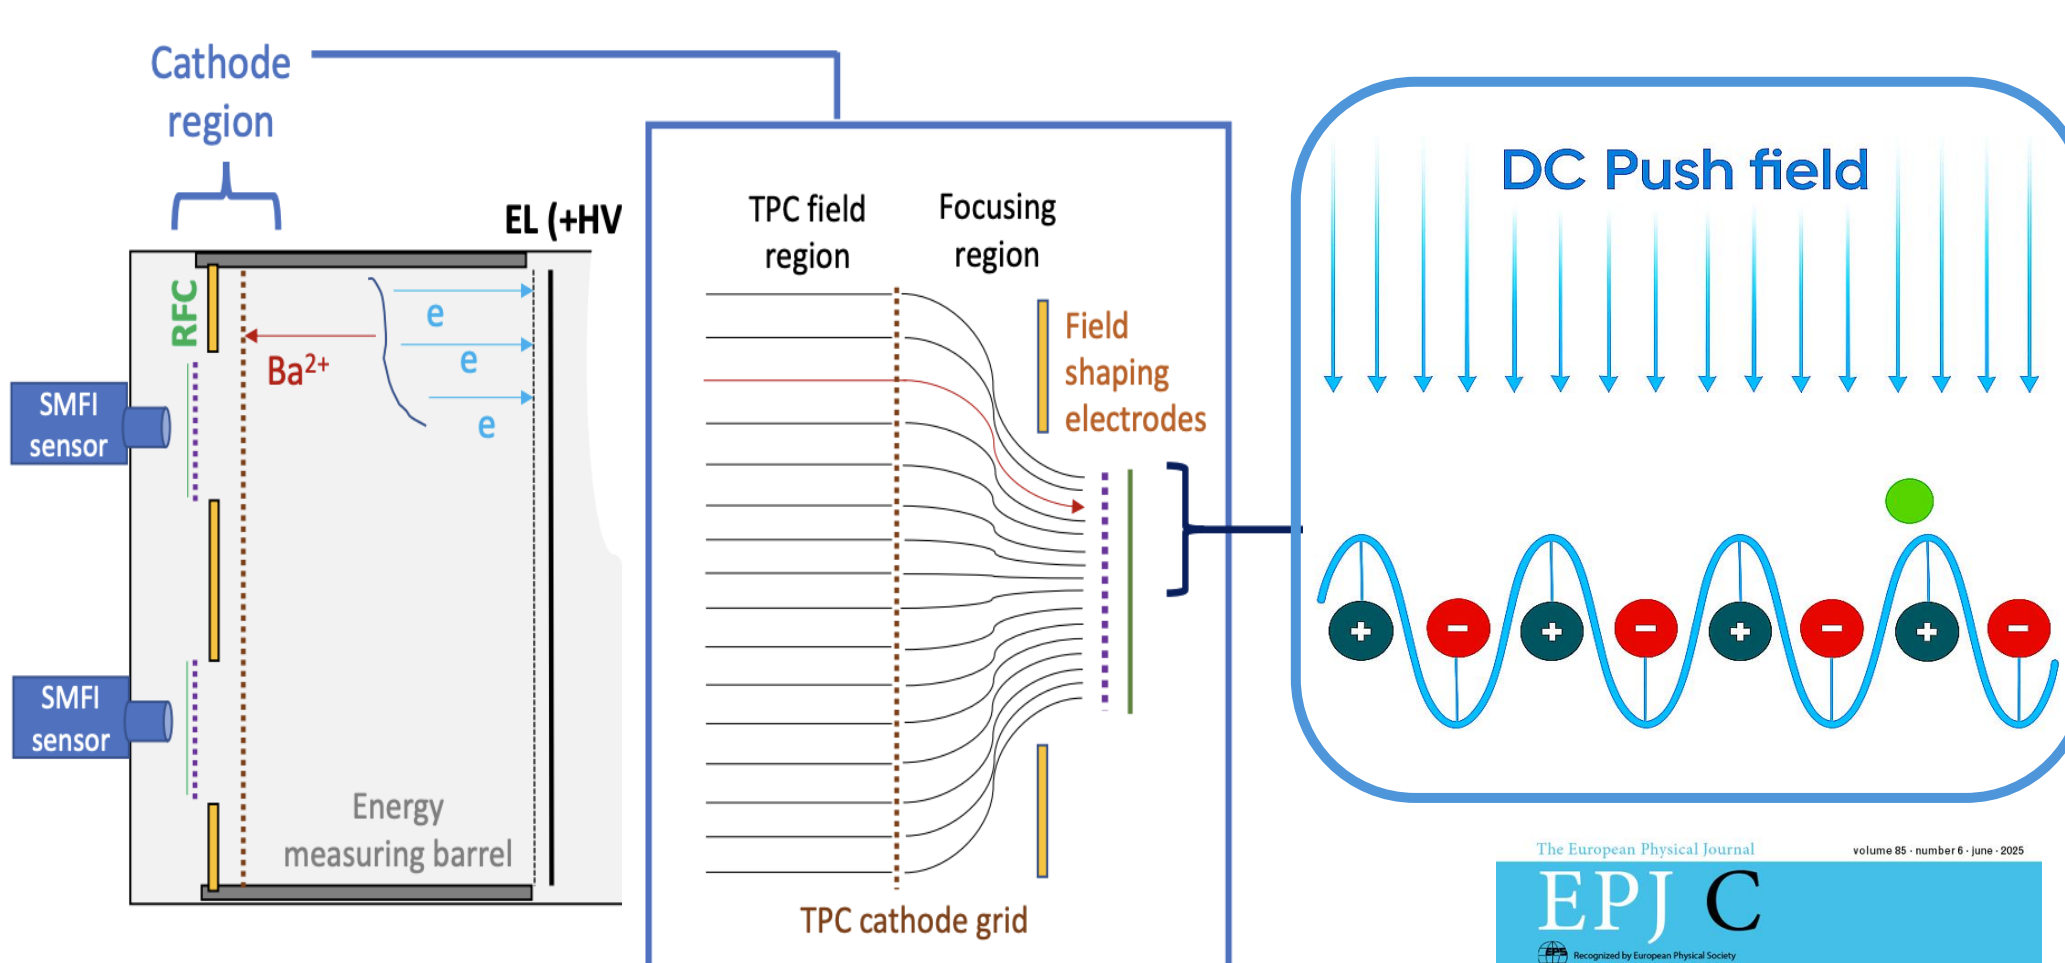 Cathode
region
EL (+HV
RFC
e
e
e
Ba²⁺
SMFI
sensor
SMFI
sensor
Energy
measuring barrel
TPC field
region
Focusing
region
Field
shaping
electrodes
TPC cathode grid
DC Push field
+ - + - + - + -
The European Physical Journal
volume 85 · number 6 · june · 2025
EPJ C
EPS
Recognized by European Physical Society